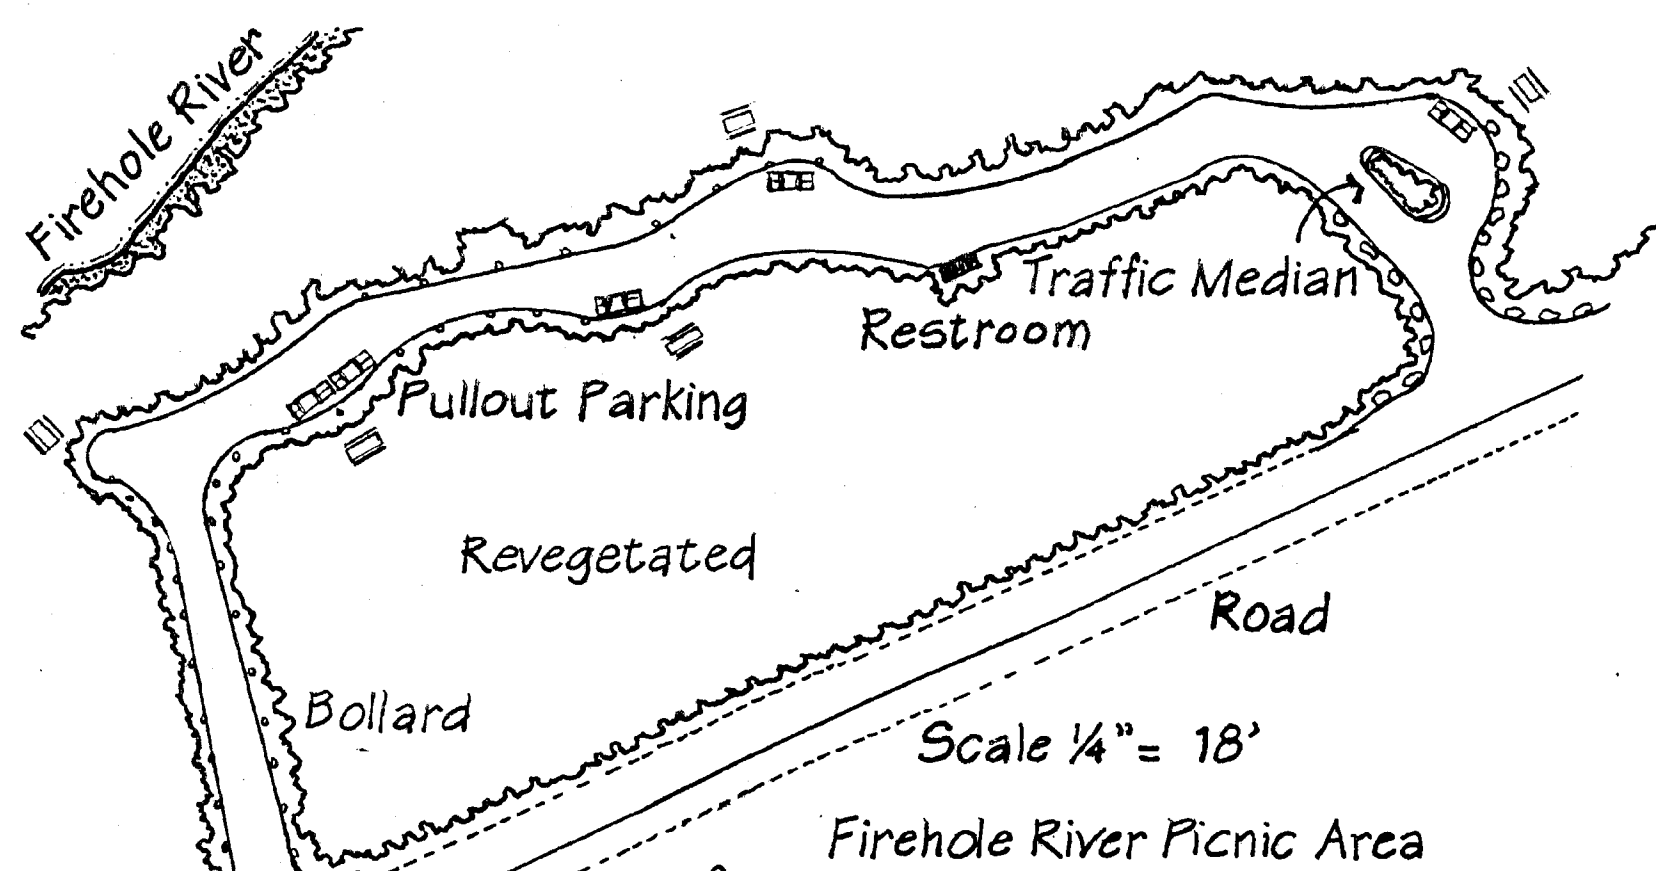 Firehole River
Traffic Median
Restroom
Pullout Parking
Revegetated
Road
Bollard
Scale 1/4" = 18'
Firehole River Picnic Area